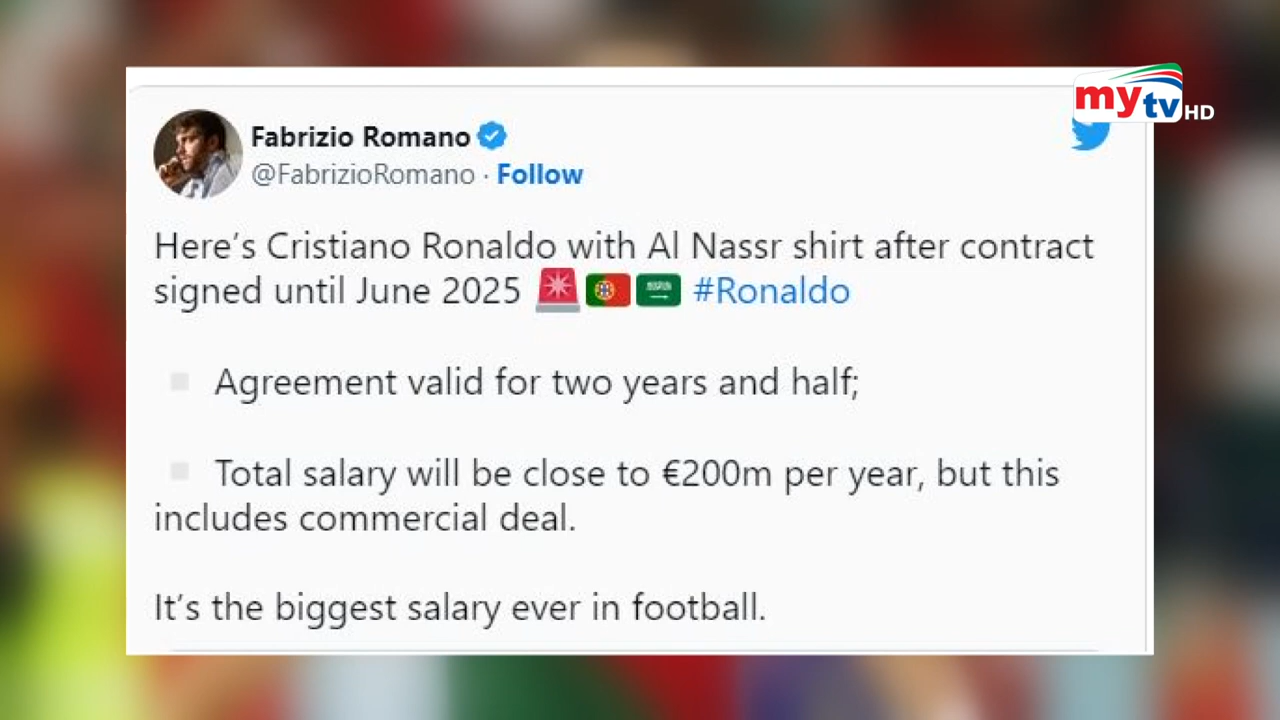 mytv HD
Fabrizio Romano
@FabrizioRomano · Follow
Here’s Cristiano Ronaldo with Al Nassr shirt after contract
signed until June 2025 🚨🇵🇹🇸🇦 #Ronaldo
▫️ Agreement valid for two years and half;
▫️ Total salary will be close to €200m per year, but this
includes commercial deal.
It’s the biggest salary ever in football.